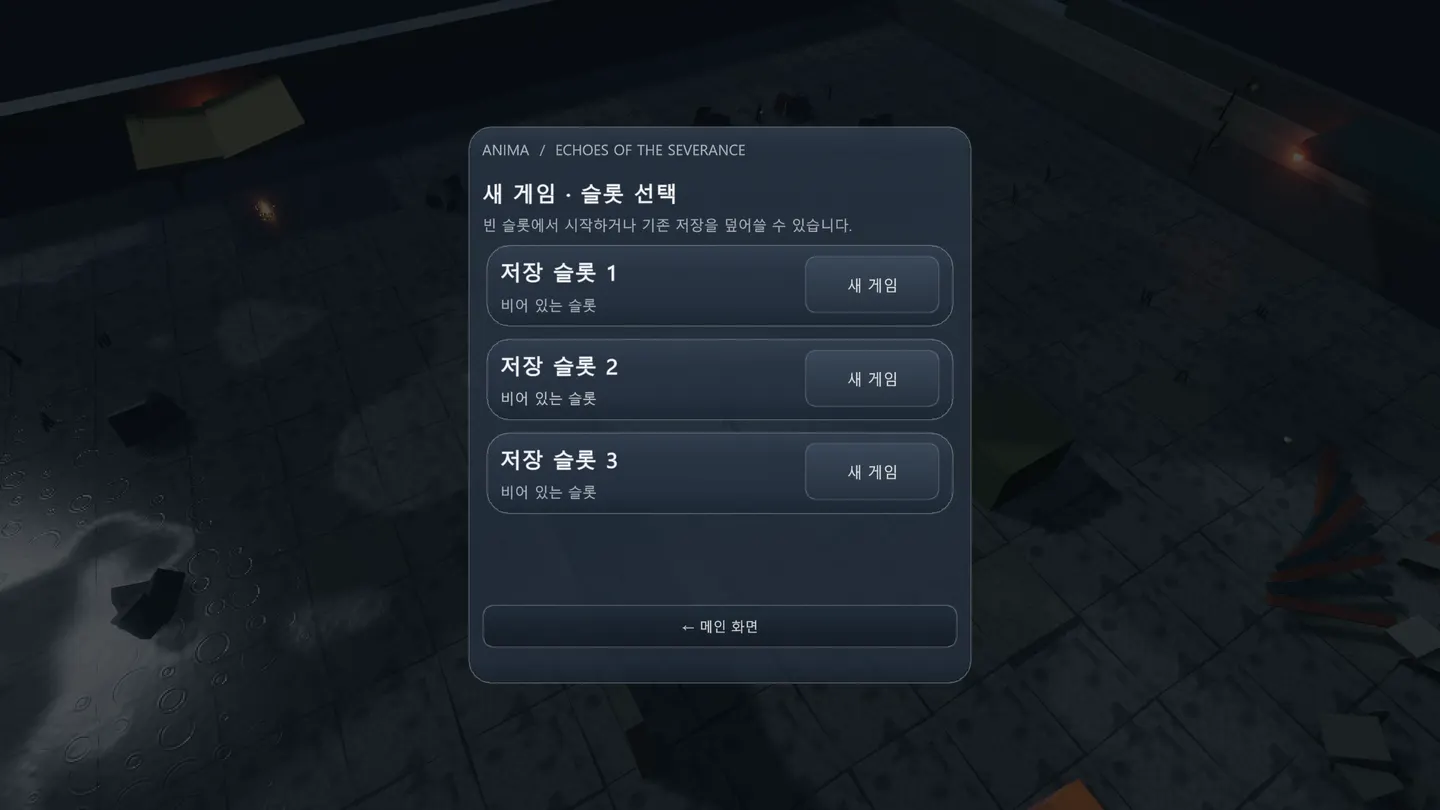 ANIMA / ECHOES OF THE SEVERANCE
새 게임 · 슬롯 선택
빈 슬롯에서 시작하거나 기존 저장을 덮어쓸 수 있습니다.
저장 슬롯 1
비어 있는 슬롯
새 게임
저장 슬롯 2
비어 있는 슬롯
새 게임
저장 슬롯 3
비어 있는 슬롯
새 게임
← 메인 화면